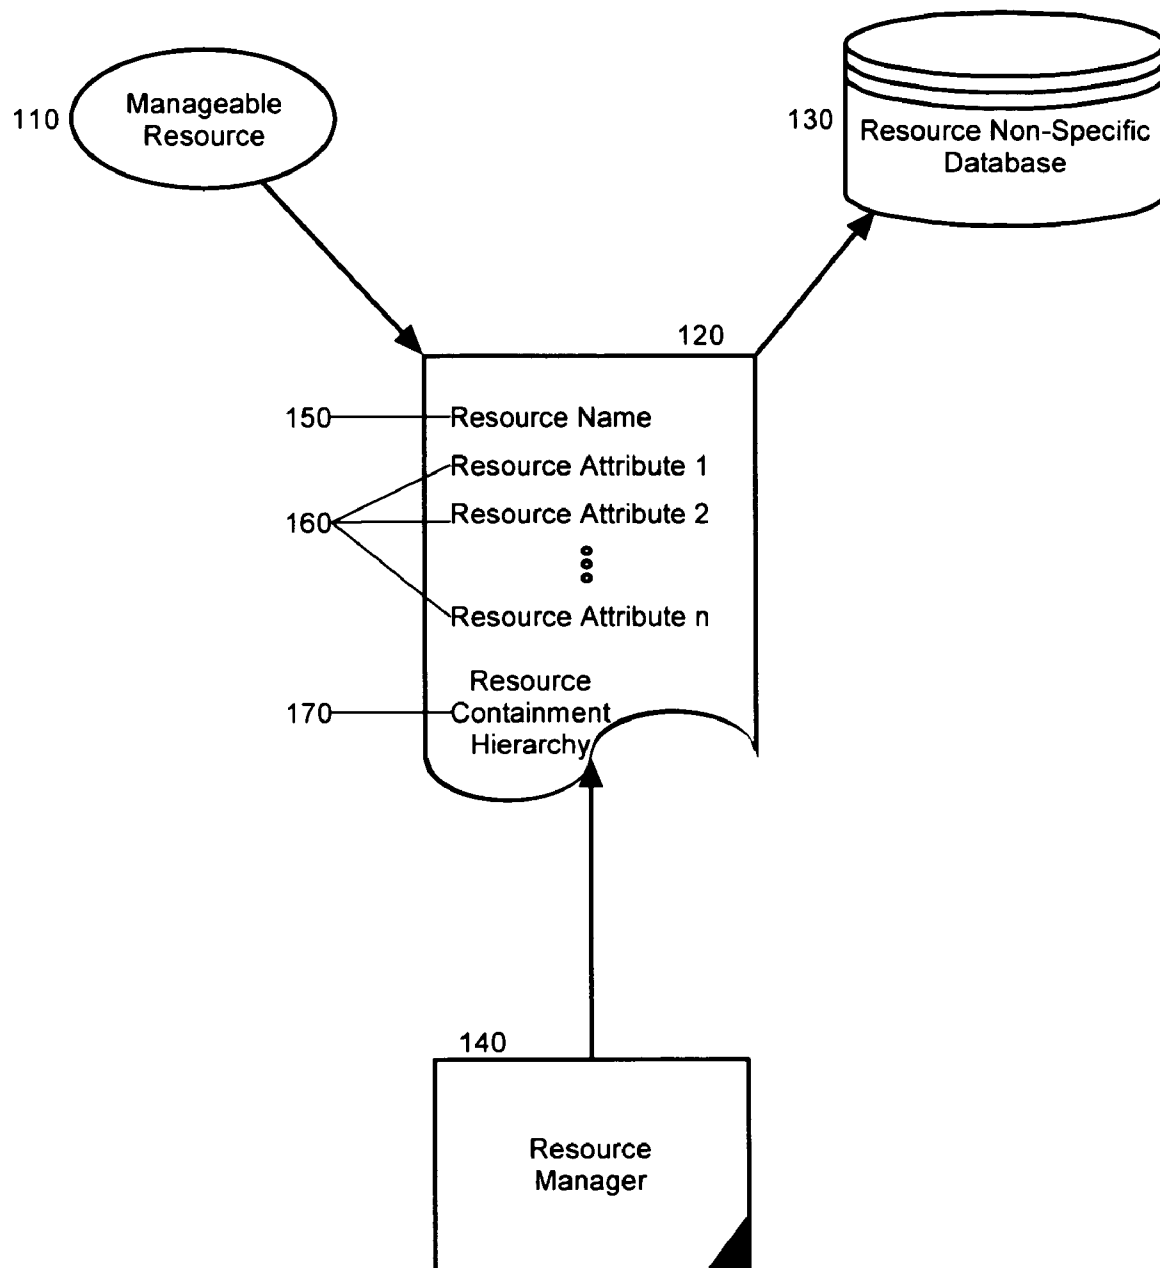 110
Manageable
Resource
130
Resource Non-Specific
Database
120
150
Resource Name
Resource Attribute 1
160
Resource Attribute 2
Resource Attribute n
170
Resource
Containment
Hierarchy
140
Resource
Manager